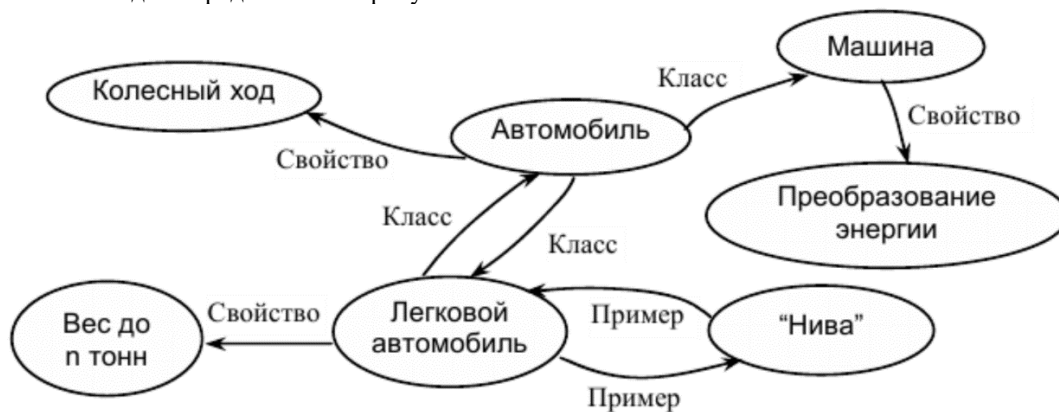 Машина
Класс
Колесный ход
Автомобиль
Свойство
Свойство
Преобразование
энергии
Класс
Класс
Вес до
n тонн
Свойство
Легковой
автомобиль
Пример
“Нива”
Пример